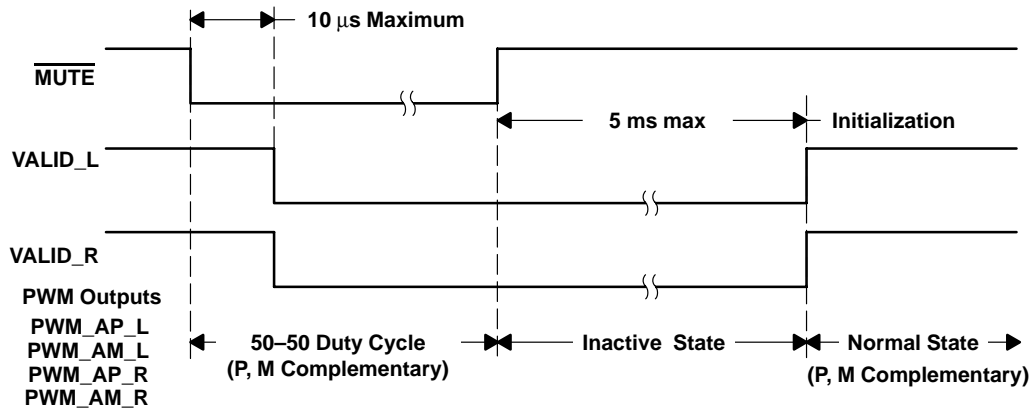 10 μs Maximum
MUTE
5 ms max
Initialization
VALID_L
VALID_R
PWM Outputs
PWM_AP_L
PWM_AM_L
PWM_AP_R
PWM_AM_R
50–50 Duty Cycle
(P, M Complementary)
Inactive State
Normal State
(P, M Complementary)